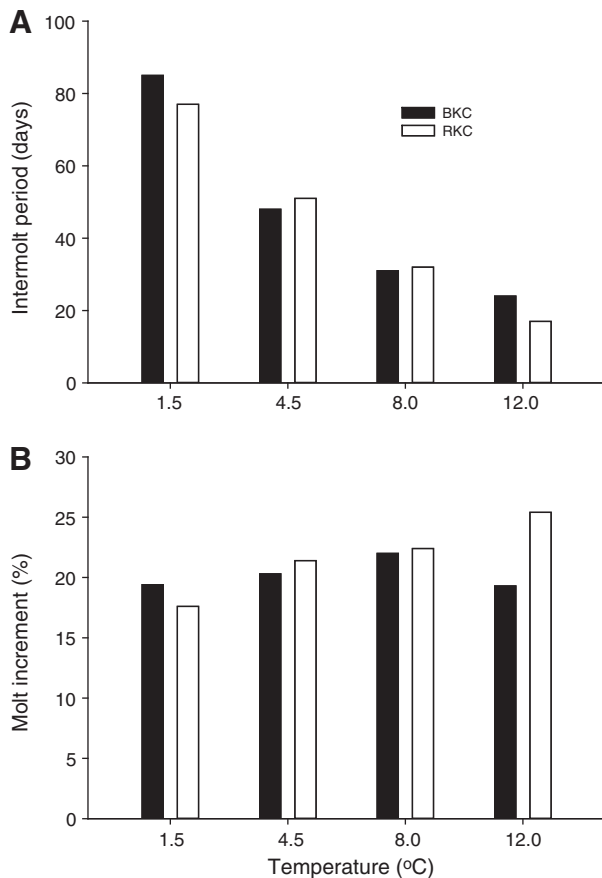 A
100
80
60
40
20
0
Intermolt period (days)
BKC
RKC
1.5 4.5 8.0 12.0
B
30
25
20
15
10
5
0
Molt increment (%)
1.5 4.5 8.0 12.0
Temperature (oC)